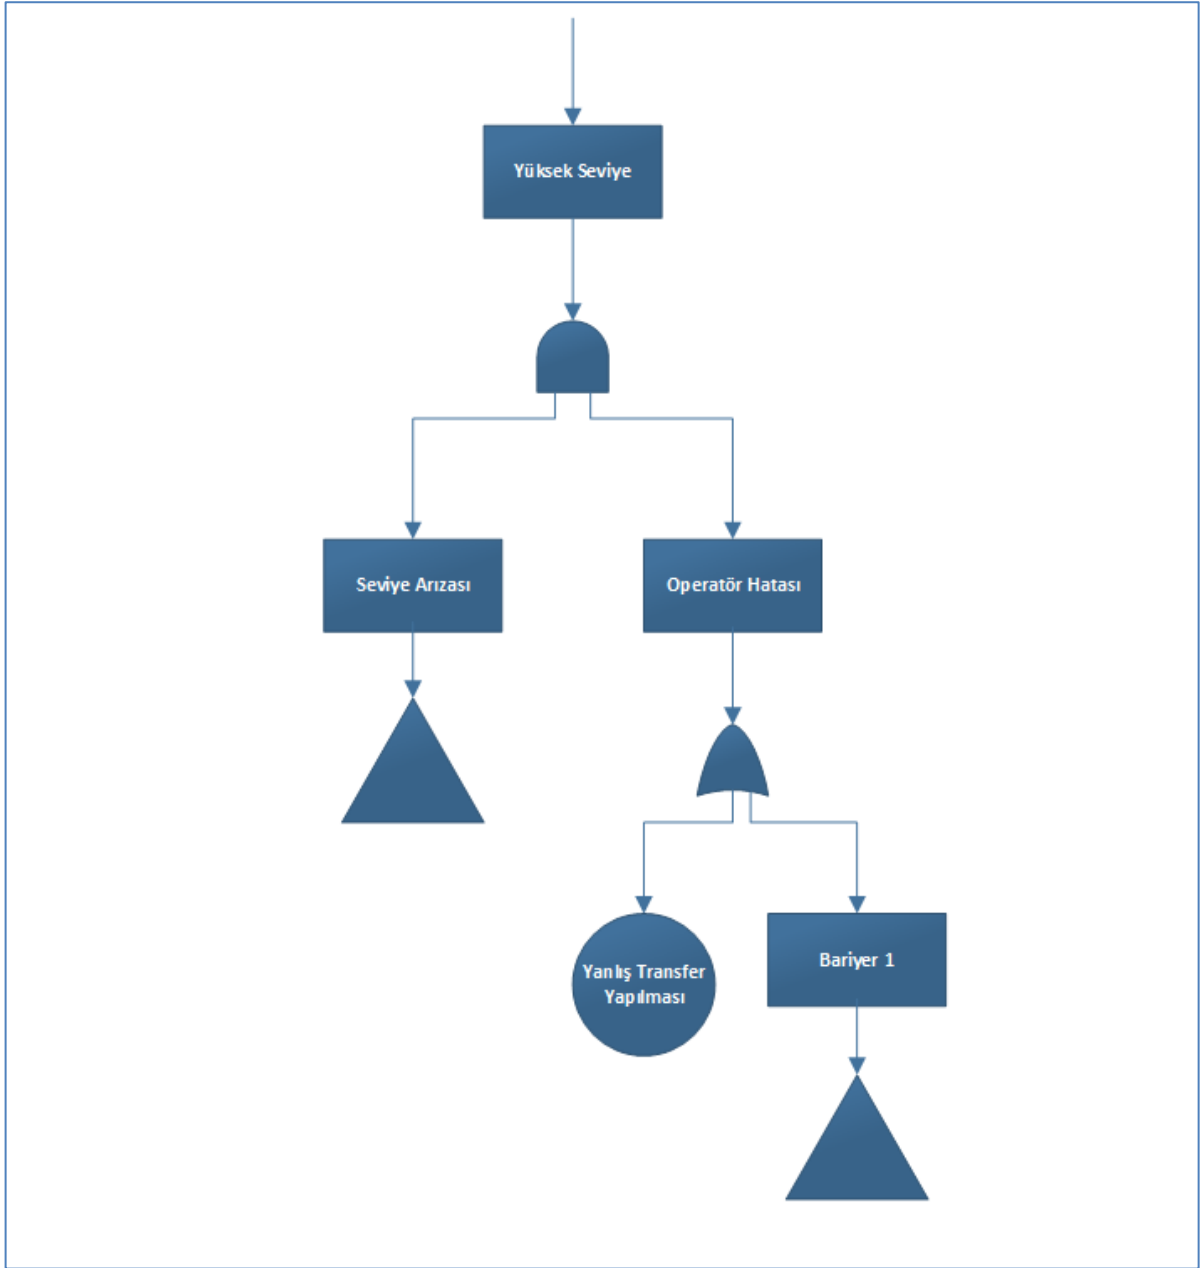 Yüksek Seviye
Seviye Arızası
Operatör Hatası
Yanlış Transfer
Yapılması
Bariyer 1